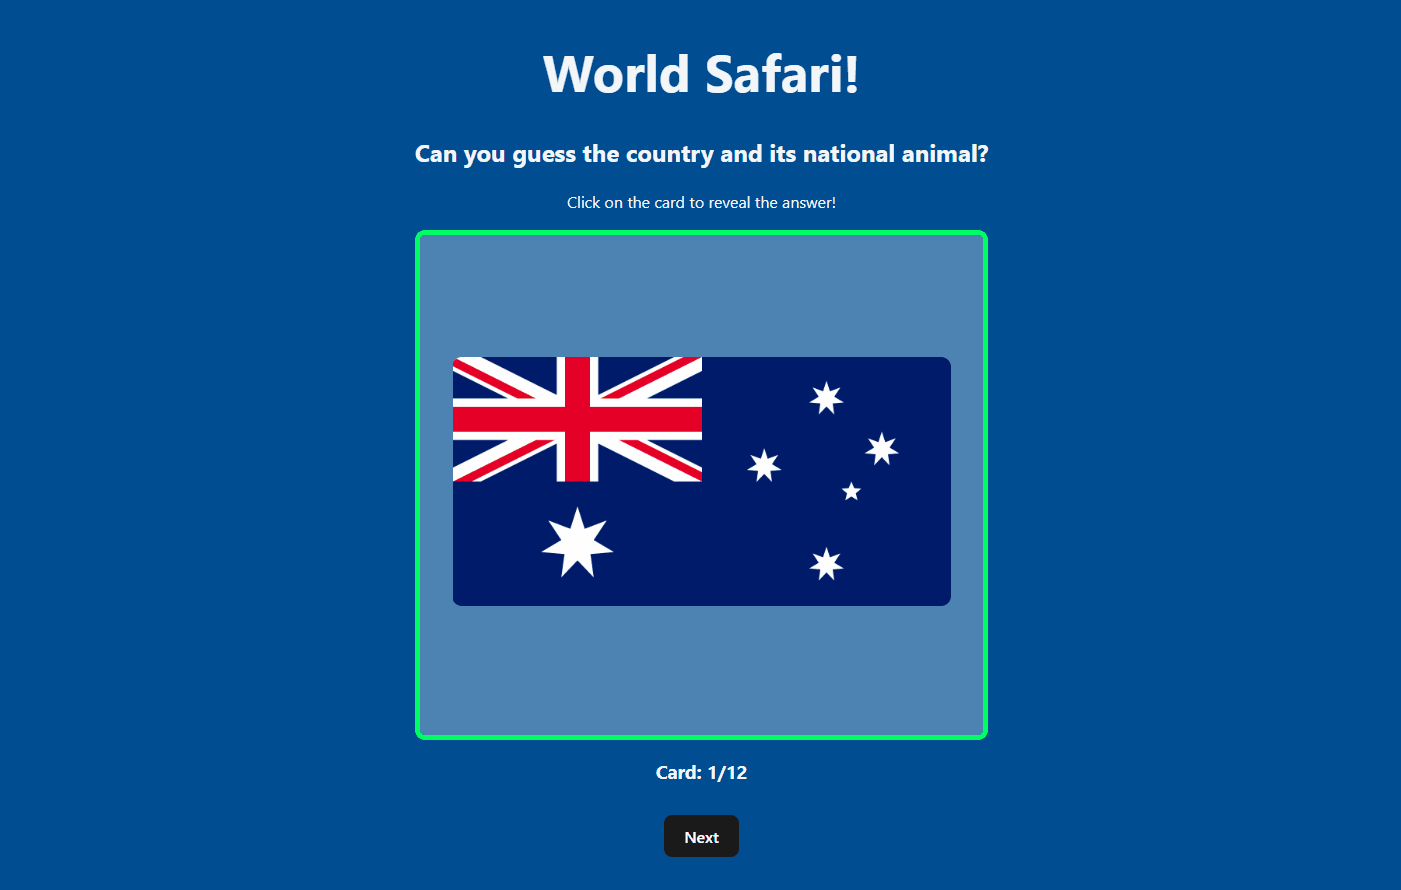 World Safari!
Can you guess the country and its national animal?
Click on the card to reveal the answer!
Card: 1/12
Next